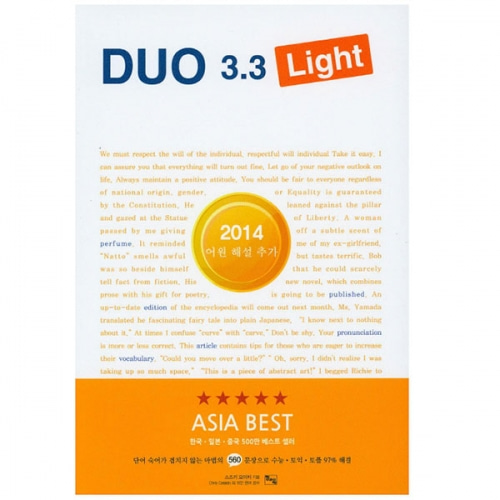 DUO 3.3 Light
We must respect the will of the individual, respectful will individual Take it easy, I
can assure you that everything will turn out fine, Let go of your negative outlook on
life, Always maintain a positive attitude, You should be fair to everyone regardless
of national origin, gender, or Equality is guaranteed
by the Constitution, He leaned against the pillar
and gazed at the Statue of Liberty. A woman
passed by me giving off a subtle scent of
perfume. It reminded me of my ex-girlfriend,
"Natto" smells awful but tastes terrific, Bob
was so beside himself that he could scarcely
tell fact from fiction, His new novel, which combines
prose with his gift for poetry, is going to be published. An
up-to-date edition of the encyclopedia will come out next month, Ms, Yamada
translated he fascinating fairy tale into plain Japanese, "I know next to nothing
about it," At times I confuse "curve" with "carve," Don't be shy, Your pronunciation
is more or less correct, This article contains tips for those who are eager to increase
their vocabulary, "Could you move over a little?" " Oh, sorry, I didn't realise I was
taking up so much space," "This is a piece of abstract art!" I begged Richie to
2014
어원 해설 추가
★★★★★
ASIA BEST
한국 · 일본 · 중국 500만 베스트 셀러
단어 숙어가 겹치지 않는 마법의 560 문장으로 수능 · 토익 · 토플 97% 해결